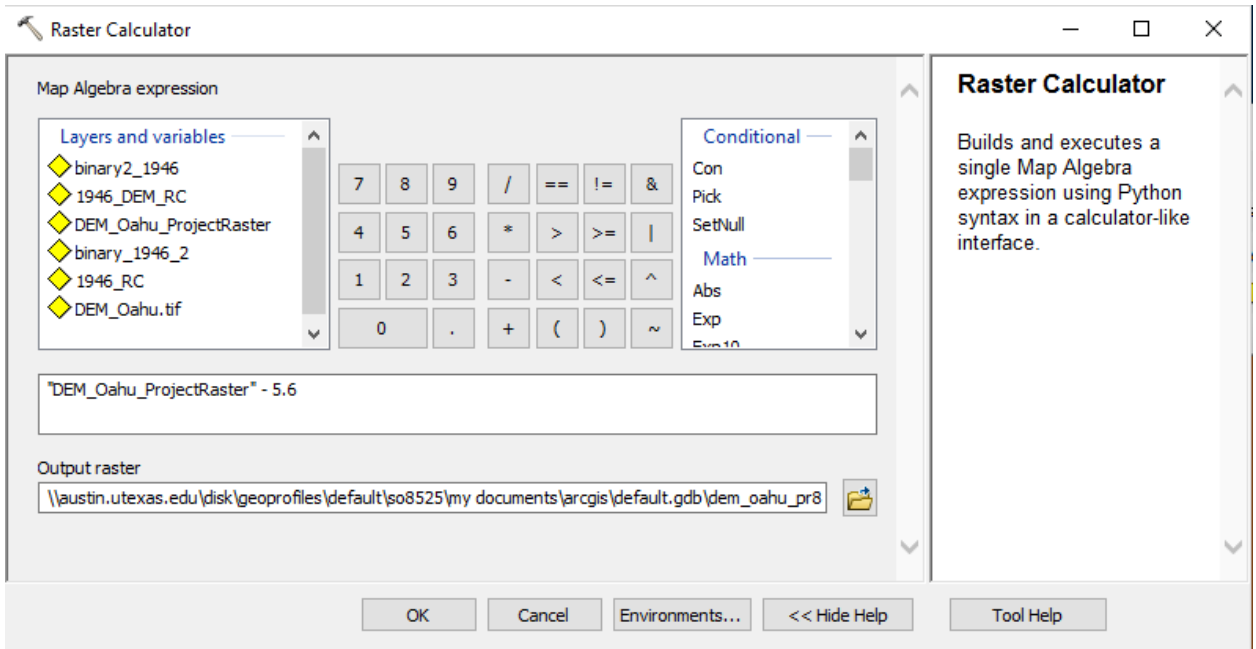 Raster Calculator
Map Algebra expression
Layers and variables
binary2_1946
1946_DEM_RC
DEM_Oahu_ProjectRaster
binary_1946_2
1946_RC
DEM_Oahu.tif
7 8 9 / == != &
4 5 6 * > >= |
1 2 3 - < <= ^
0 . + ( ) ~
Conditional
Con
Pick
SetNull
Math
Abs
Exp
Exp10
"DEM_Oahu_ProjectRaster" - 5.6
Output raster
\\austin.utexas.edu\disk\geoprofiles\default\so8525\my documents\arcgis\default.gdb\dem_oahu_pr8
OK Cancel Environments... << Hide Help Tool Help
Raster Calculator
Builds and executes a
single Map Algebra
expression using Python
syntax in a calculator-like
interface.